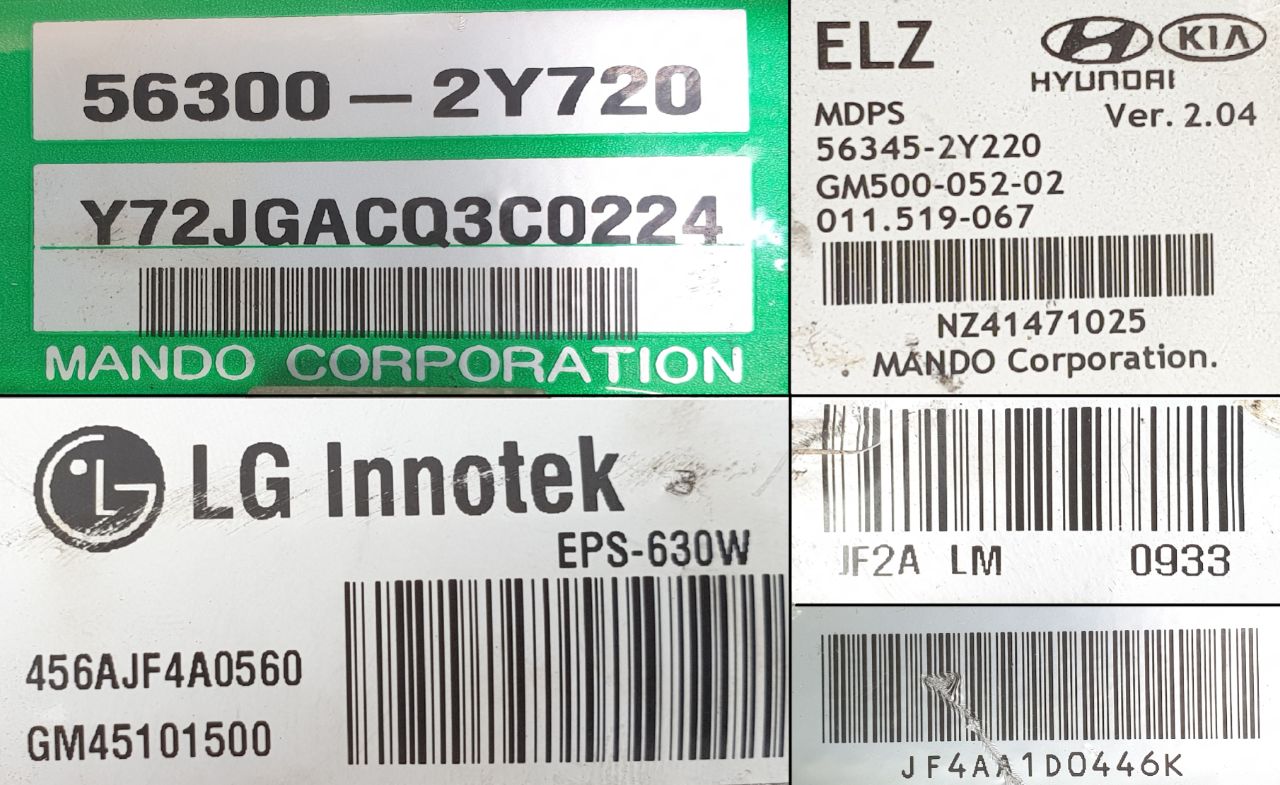 56300 - 2Y720
Y72JGACQ3C0224
MANDO CORPORATION
ELZ
HYUNDAI
KIA
MDPS Ver. 2.04
56345-2Y220
GM500-052-02
011.519-067
NZ41471025
MANDO Corporation.
LG Innotek
EPS-630W
456AJF4A0560
GM45101500
JF2A LM 0933
JF4AA1D0446K